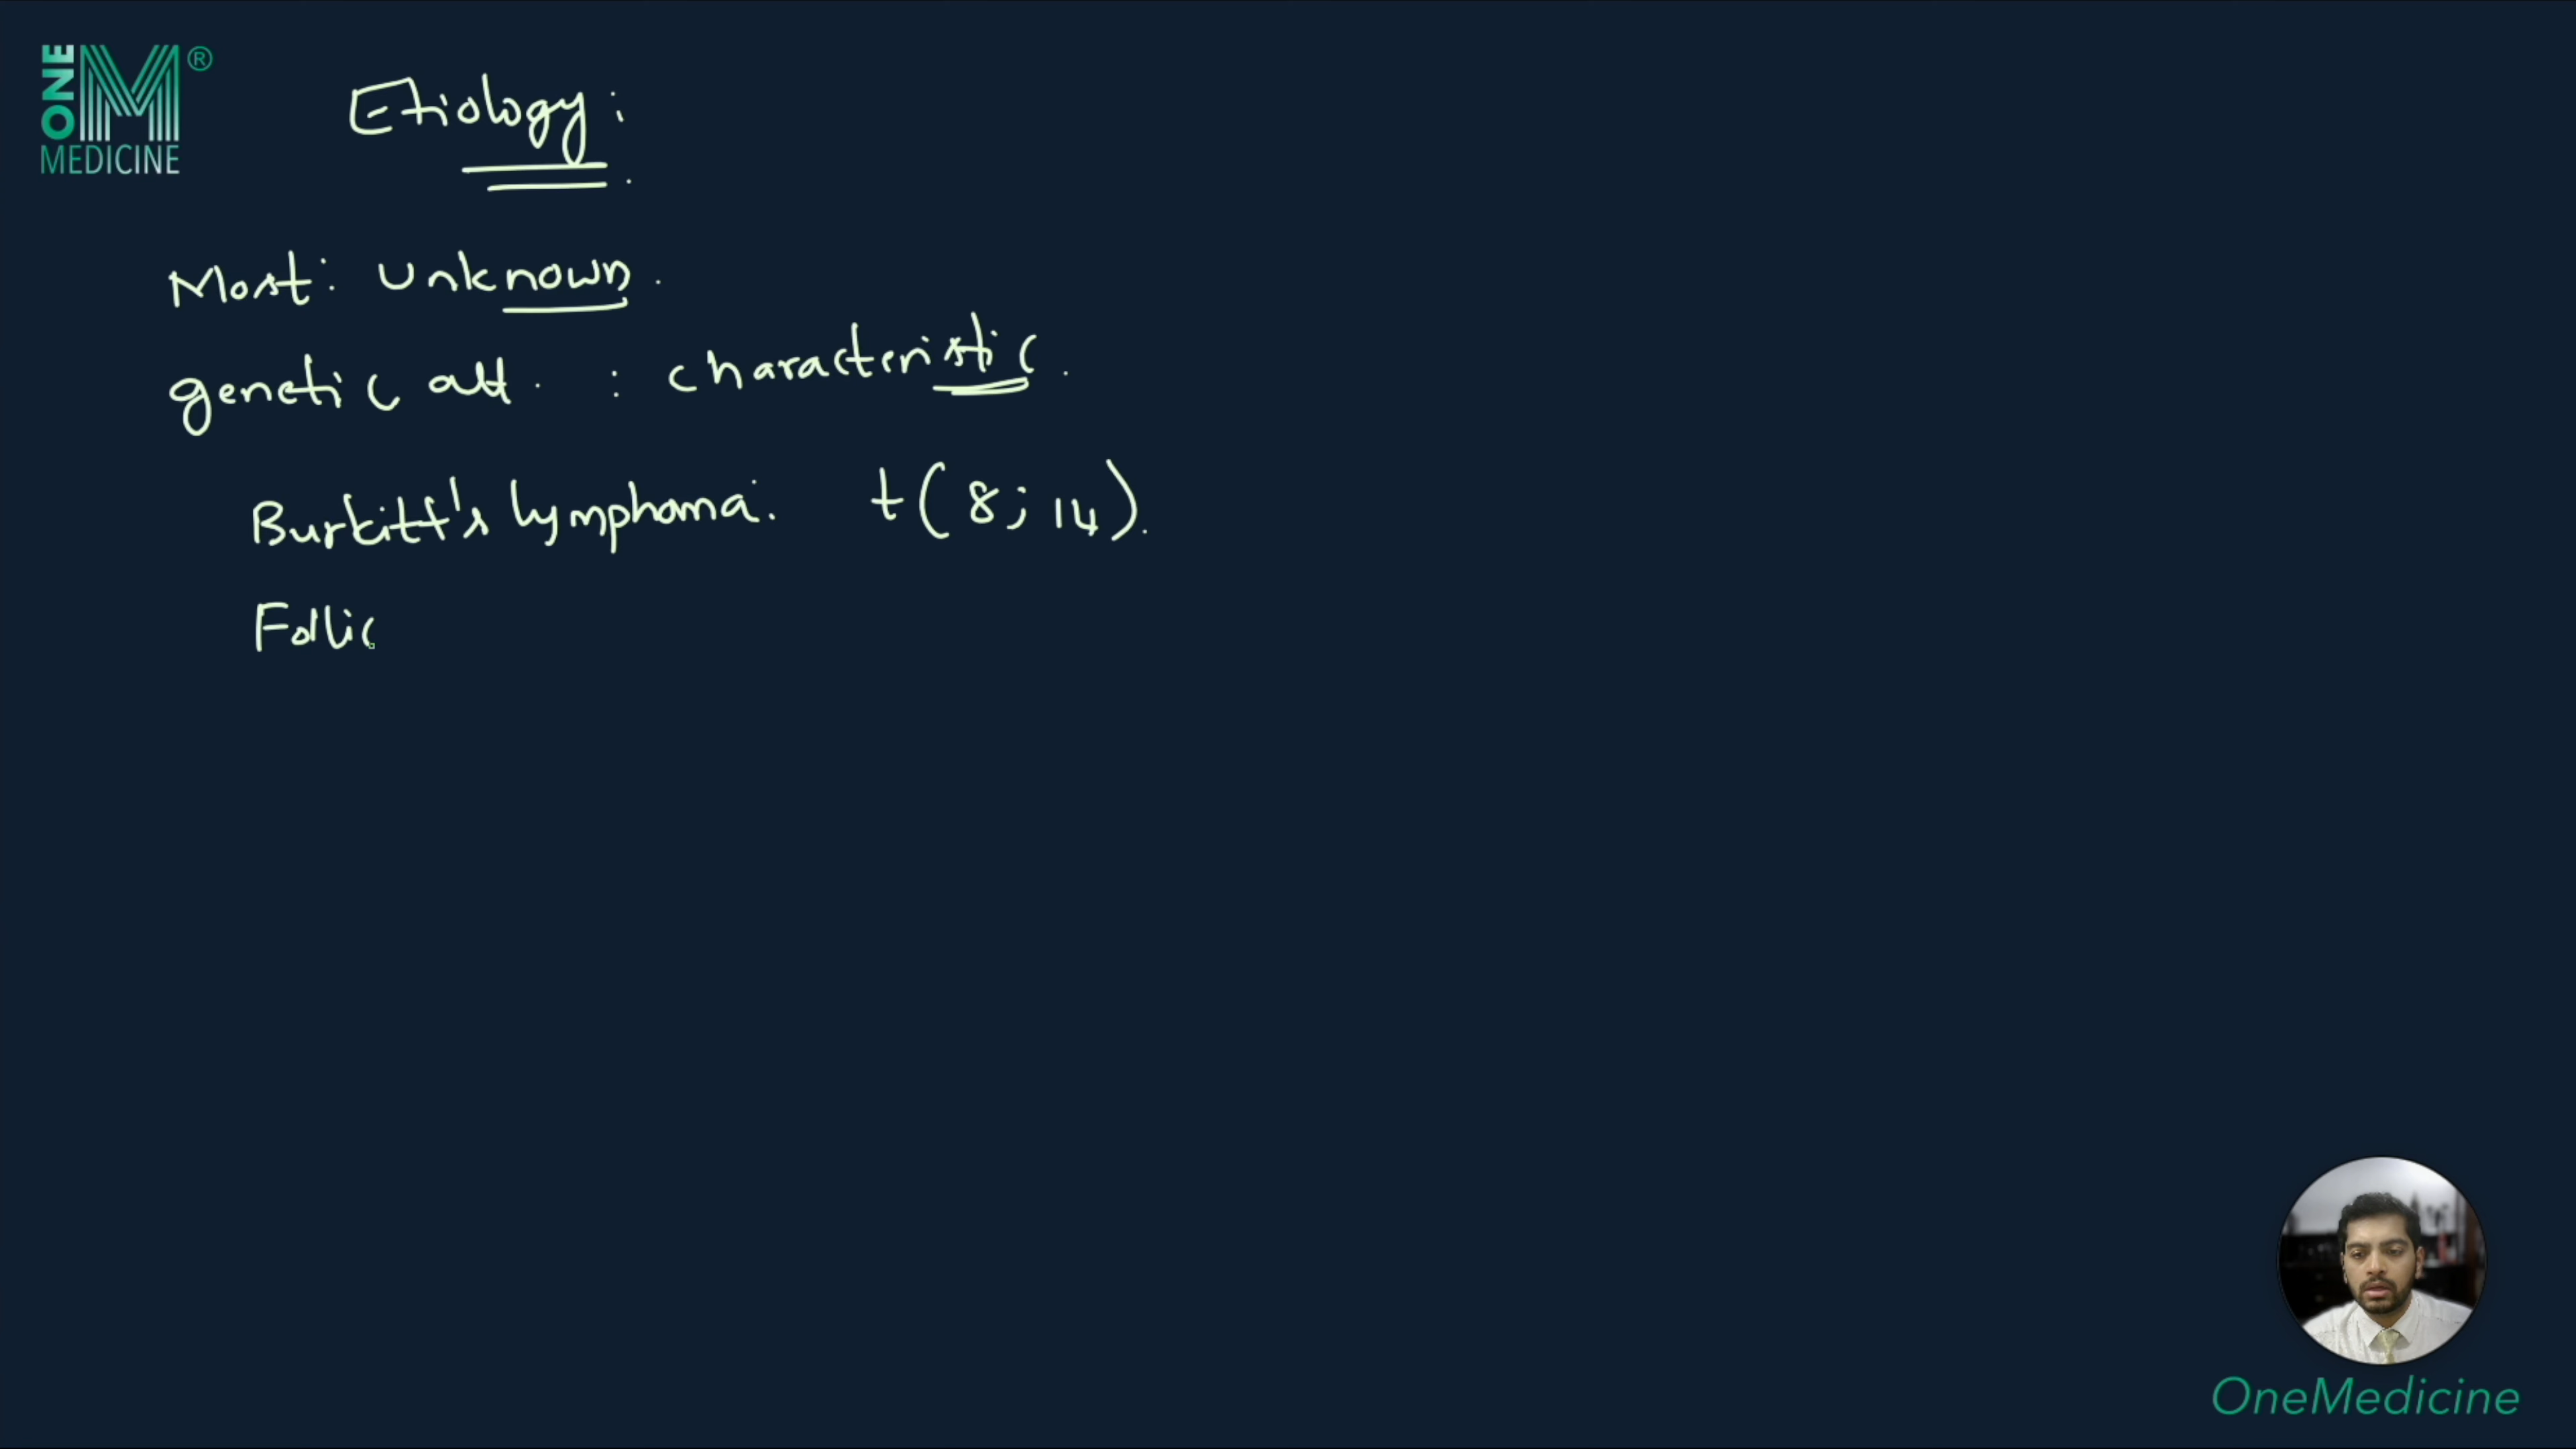 ONE M ®
MEDICINE
Etiology:
Most: unknown.
genetic alt. : characteristic.
Burkitt's lymphoma: t(8; 14).
Follic
OneMedicine